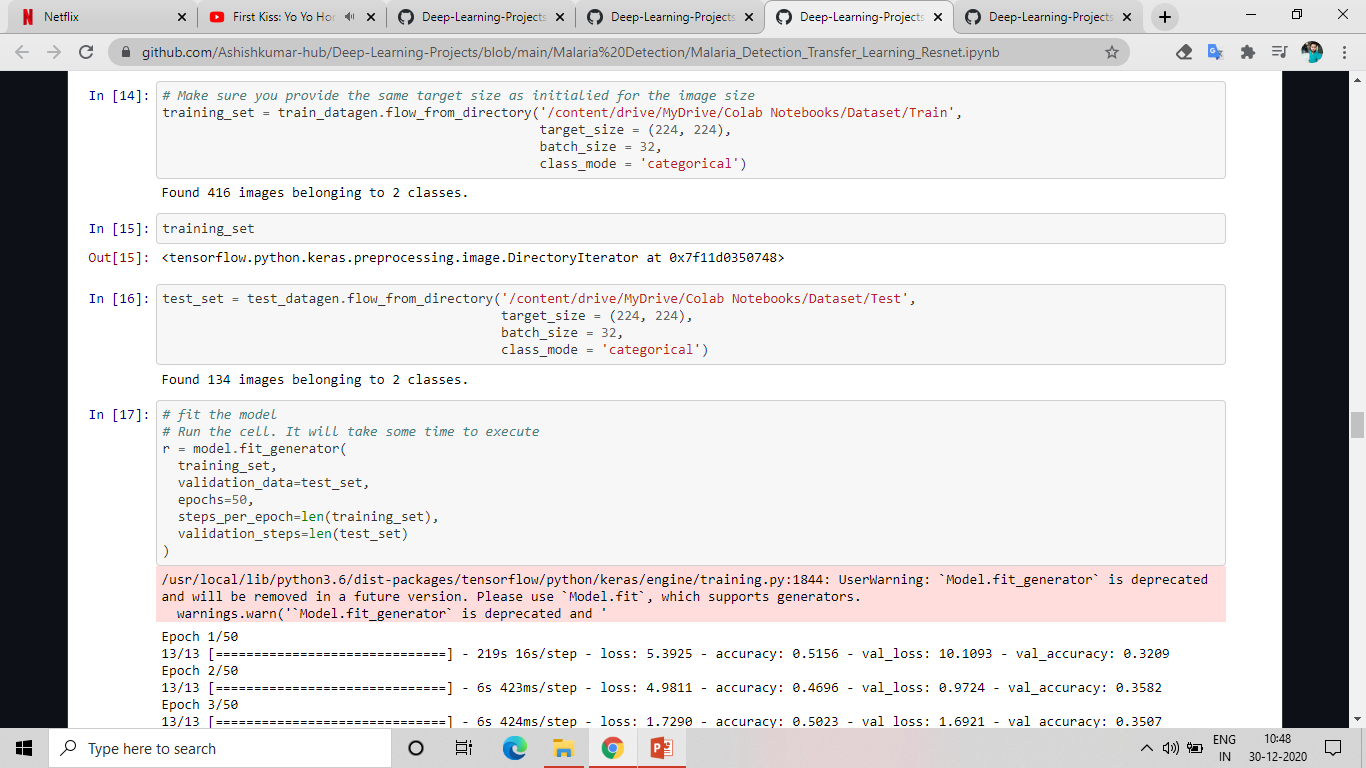 Netflix
First Kiss: Yo Yo Hor
Deep-Learning-Projects
Deep-Learning-Projects
Deep-Learning-Projects
Deep-Learning-Projects
github.com/Ashishkumar-hub/Deep-Learning-Projects/blob/main/Malaria%20Detection/Malaria_Detection_Transfer_Learning_Resnet.ipynb
In [14]: # Make sure you provide the same target size as initialied for the image size
training_set = train_datagen.flow_from_directory('/content/drive/MyDrive/Colab Notebooks/Dataset/Train',
target_size = (224, 224),
batch_size = 32,
class_mode = 'categorical')
Found 416 images belonging to 2 classes.
In [15]: training_set
Out[15]: <tensorflow.python.keras.preprocessing.image.DirectoryIterator at 0x7f11d0350748>
In [16]: test_set = test_datagen.flow_from_directory('/content/drive/MyDrive/Colab Notebooks/Dataset/Test',
target_size = (224, 224),
batch_size = 32,
class_mode = 'categorical')
Found 134 images belonging to 2 classes.
In [17]: # fit the model
# Run the cell. It will take some time to execute
r = model.fit_generator(
training_set,
validation_data=test_set,
epochs=50,
steps_per_epoch=len(training_set),
validation_steps=len(test_set)
)
/usr/local/lib/python3.6/dist-packages/tensorflow/python/keras/engine/training.py:1844: UserWarning: `Model.fit_generator` is deprecated
and will be removed in a future version. Please use `Model.fit`, which supports generators.
warnings.warn('`Model.fit_generator` is deprecated and '
Epoch 1/50
13/13 [==============================] - 219s 16s/step - loss: 5.3925 - accuracy: 0.5156 - val_loss: 10.1093 - val_accuracy: 0.3209
Epoch 2/50
13/13 [==============================] - 6s 423ms/step - loss: 4.9811 - accuracy: 0.4696 - val_loss: 0.9724 - val_accuracy: 0.3582
Epoch 3/50
13/13 [==============================] - 6s 424ms/step - loss: 1.7290 - accuracy: 0.5023 - val_loss: 1.6921 - val_accuracy: 0.3507
Type here to search
ENG
IN
10:48
30-12-2020